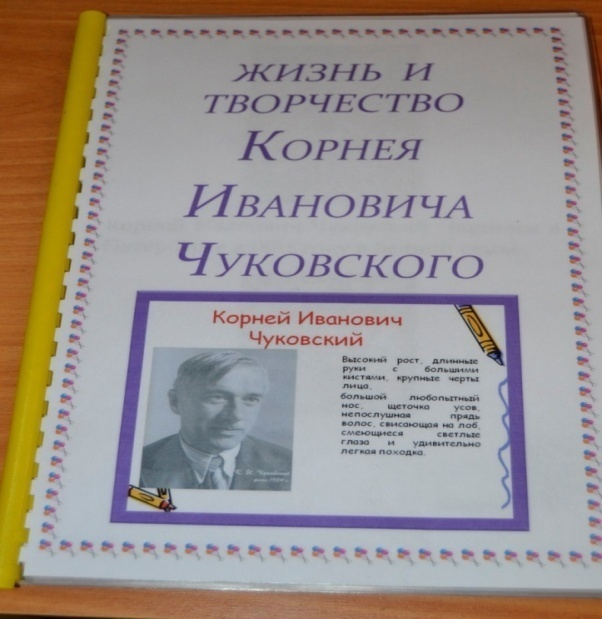 ЖИЗНЬ И
ТВОРЧЕСТВО
КОРНЕЯ
ИВАНОВИЧА
ЧУКОВСКОГО
Корней Иванович
Чуковский
Высокий рост, длинные
руки с большими
кистями, крупные черты
лица,
большой любопытный
нос, щеточка усов,
непослушная прядь
волос, свисающая на лоб,
смеющиеся светлые
глаза и удивительно
легкая походка.
К. И. Чуковский